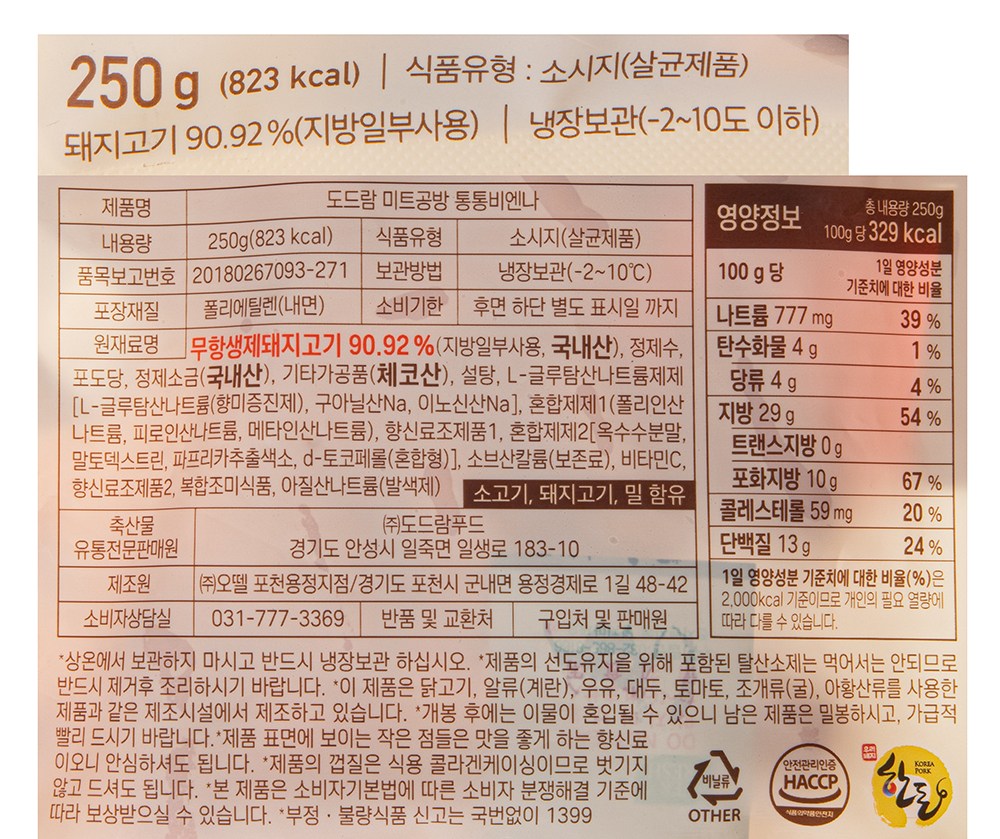 250 g (823 kcal) | 식품유형 : 소시지(살균제품)
돼지고기 90.92%(지방일부사용) | 냉장보관(-2~10도 이하)
제품명 도드람 미트공방 통통비엔나
내용량 250g(823 kcal) 식품유형 소시지(살균제품)
품목보고번호 20180267093-271 보관방법 냉장보관(-2~10℃)
포장재질 폴리에틸렌(내면) 소비기한 후면 하단 별도 표시일 까지
원재료명 무항생제돼지고기 90.92%(지방일부사용, 국내산), 정제수,
포도당, 정제소금(국내산), 기타가공품(체코산), 설탕, L-글루탐산나트륨제제
[L-글루탐산나트륨(향미증진제), 구아닐산Na, 이노신산Na], 혼합제제1(폴리인산
나트륨, 피로인산나트륨, 메타인산나트륨), 향신료조제품1, 혼합제제2[옥수수분말,
말토덱스트린, 파프리카추출색소, d-토코페롤(혼합형)], 소브산칼륨(보존료), 비타민C,
향신료조제품2, 복합조미식품, 아질산나트륨(발색제) 소고기, 돼지고기, 밀 함유
축산물
유통전문판매원
㈜도드람푸드
경기도 안성시 일죽면 일생로 183-10
제조원 ㈜오뗄 포천용정지점/경기도 포천시 군내면 용정경제로 1길 48-42
소비자상담실 031-777-3369 반품 및 교환처 구입처 및 판매원
영양정보 총 내용량 250g
100g 당 329 kcal
100 g 당 1일 영양성분
기준치에 대한 비율
나트륨 777 mg 39 %
탄수화물 4 g 1 %
당류 4 g 4 %
지방 29 g 54 %
트랜스지방 0 g
포화지방 10 g 67 %
콜레스테롤 59 mg 20 %
단백질 13 g 24 %
1일 영양성분 기준치에 대한 비율(%)은
2,000kcal 기준이므로 개인의 필요 열량에
따라 다를 수 있습니다.
*상온에서 보관하지 마시고 반드시 냉장보관 하십시오. *제품의 선도유지을 위해 포함된 탈산소제는 먹어서는 안되므로
반드시 제거후 조리하시기 바랍니다. *이 제품은 닭고기, 알류(계란), 우유, 대두, 토마토, 조개류(굴), 아황산류를 사용한
제품과 같은 제조시설에서 제조하고 있습니다. *개봉 후에는 이물이 혼입될 수 있으니 남은 제품은 밀봉하시고, 가급적
빨리 드시기 바랍니다.*제품 표면에 보이는 작은 점들은 맛을 좋게 하는 향신료
이오니 안심하셔도 됩니다. *제품의 껍질은 식용 콜라겐케이싱이므로 벗기지
않고 드셔도 됩니다. *본 제품은 소비자기본법에 따른 소비자 분쟁해결 기준에
따라 보상받으실 수 있습니다. *부정·불량식품 신고는 국번없이 1399
비닐류
OTHER
안전관리인증
HACCP
식품의약품안전처
우리돼지
한돈
KOREA
PORK